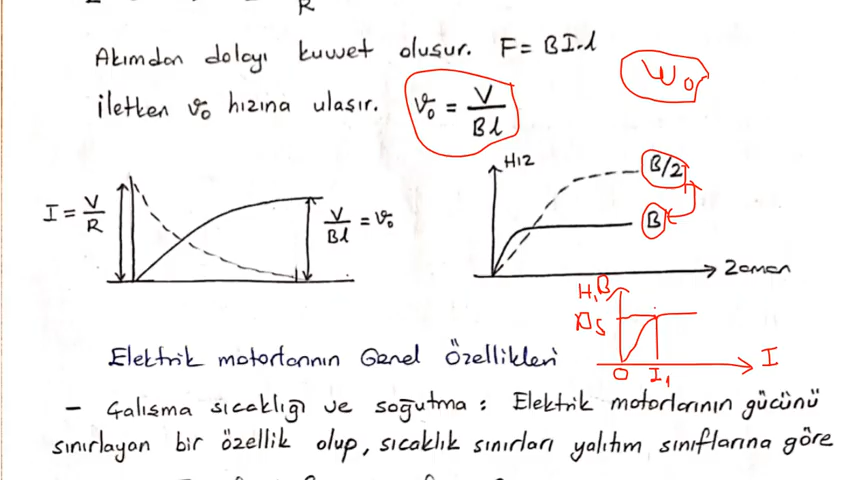 R
Akımdan dolayı kuvvet oluşur. F = BI.l
W₀
İletken v₀ hızına ulaşır. v₀ = V / Bl
Hız
B/2
I = V / R
V / Bl = v₀
B
Zaman
H,B
I
0 I₁
Elektrik motorlarının Genel Özellikleri
- Çalışma sıcaklığı ve soğutma : Elektrik motorlarının gücünü
sınırlayan bir özellik olup, sıcaklık sınırları yalıtım sınıflarına göre